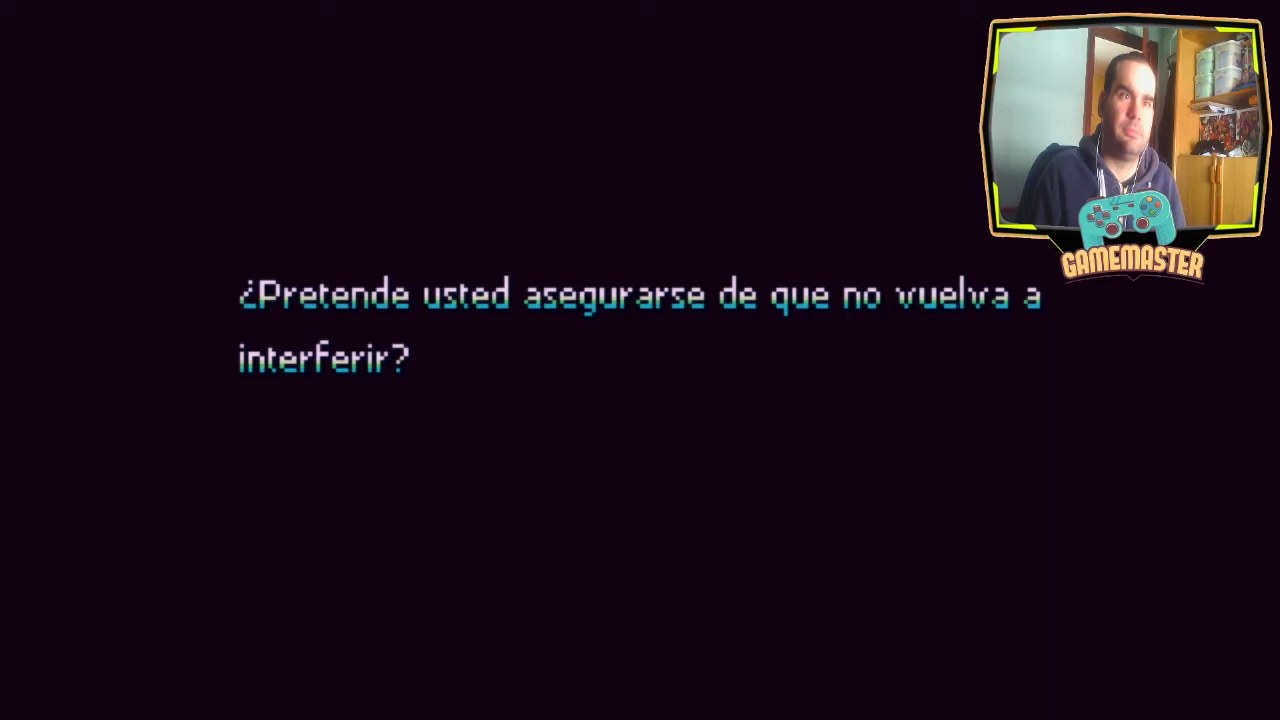 ¿Pretende usted asegurarse de que no vuelva a
interferir?
GAMEMASTER